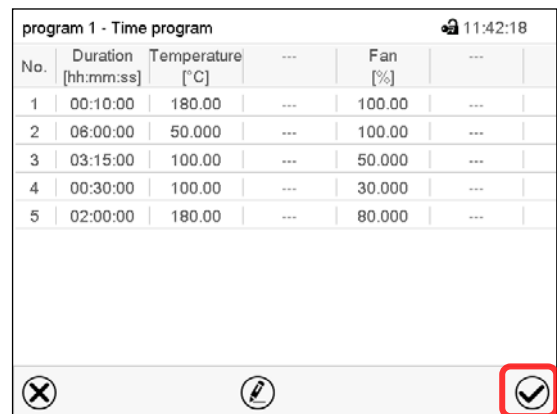 program 1 - Time program 11:42:18
No. Duration [hh:mm:ss] Temperature [°C] --- Fan [%] ---
1 00:10:00 180.00 --- 100.00 ---
2 06:00:00 50.000 --- 100.00 ---
3 03:15:00 100.00 --- 50.000 ---
4 00:30:00 100.00 --- 30.000 ---
5 02:00:00 180.00 --- 80.000 ---